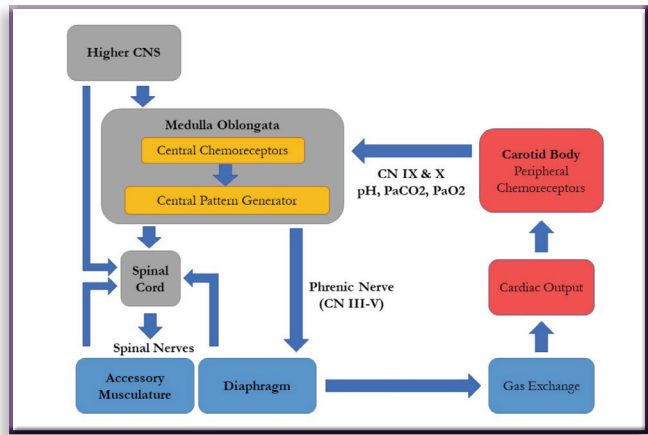 Higher CNS
Medulla Oblongata
Central Chemoreptors
Central Pattern Generator
CN IX & X
pH, PaCO2, PaO2
Carotid Body
Peripheral
Chemoreceptors
Spinal
Cord
Phrenic Nerve
(CN III-V)
Cardiac Output
Spinal Nerves
Accessory
Musculature
Diaphragm
Gas Exchange